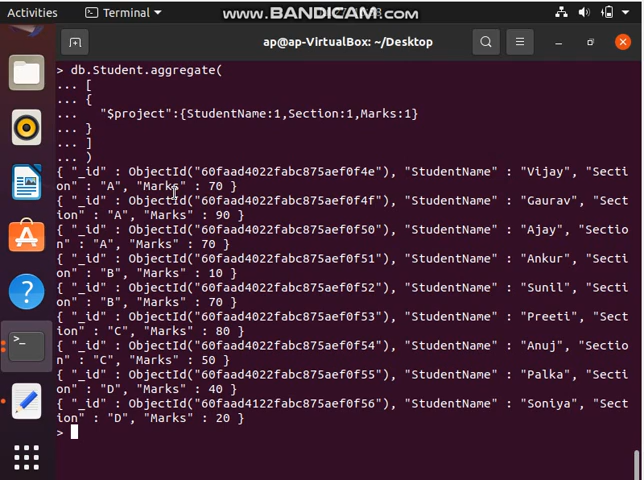 Activities Terminal www.BANDICAM.com
ap@ap-VirtualBox: ~/Desktop
> db.Student.aggregate(
... [
... {
... "$project":{StudentName:1,Section:1,Marks:1}
... }
... ]
... )
{ "_id" : ObjectId("60faad4022fabc875aef0f4e"), "StudentName" : "Vijay", "Secti
on" : "A", "Marks" : 70 }
{ "_id" : ObjectId("60faad4022fabc875aef0f4f"), "StudentName" : "Gaurav", "Sect
ion" : "A", "Marks" : 90 }
{ "_id" : ObjectId("60faad4022fabc875aef0f50"), "StudentName" : "Ajay", "Sectio
n" : "A", "Marks" : 70 }
{ "_id" : ObjectId("60faad4022fabc875aef0f51"), "StudentName" : "Ankur", "Secti
on" : "B", "Marks" : 10 }
{ "_id" : ObjectId("60faad4022fabc875aef0f52"), "StudentName" : "Sunil", "Secti
on" : "B", "Marks" : 70 }
{ "_id" : ObjectId("60faad4022fabc875aef0f53"), "StudentName" : "Preeti", "Sect
ion" : "C", "Marks" : 80 }
{ "_id" : ObjectId("60faad4022fabc875aef0f54"), "StudentName" : "Anuj", "Sectio
n" : "C", "Marks" : 50 }
{ "_id" : ObjectId("60faad4022fabc875aef0f55"), "StudentName" : "Palka", "Secti
on" : "D", "Marks" : 40 }
{ "_id" : ObjectId("60faad4122fabc875aef0f56"), "StudentName" : "Soniya", "Sect
ion" : "D", "Marks" : 20 }
>